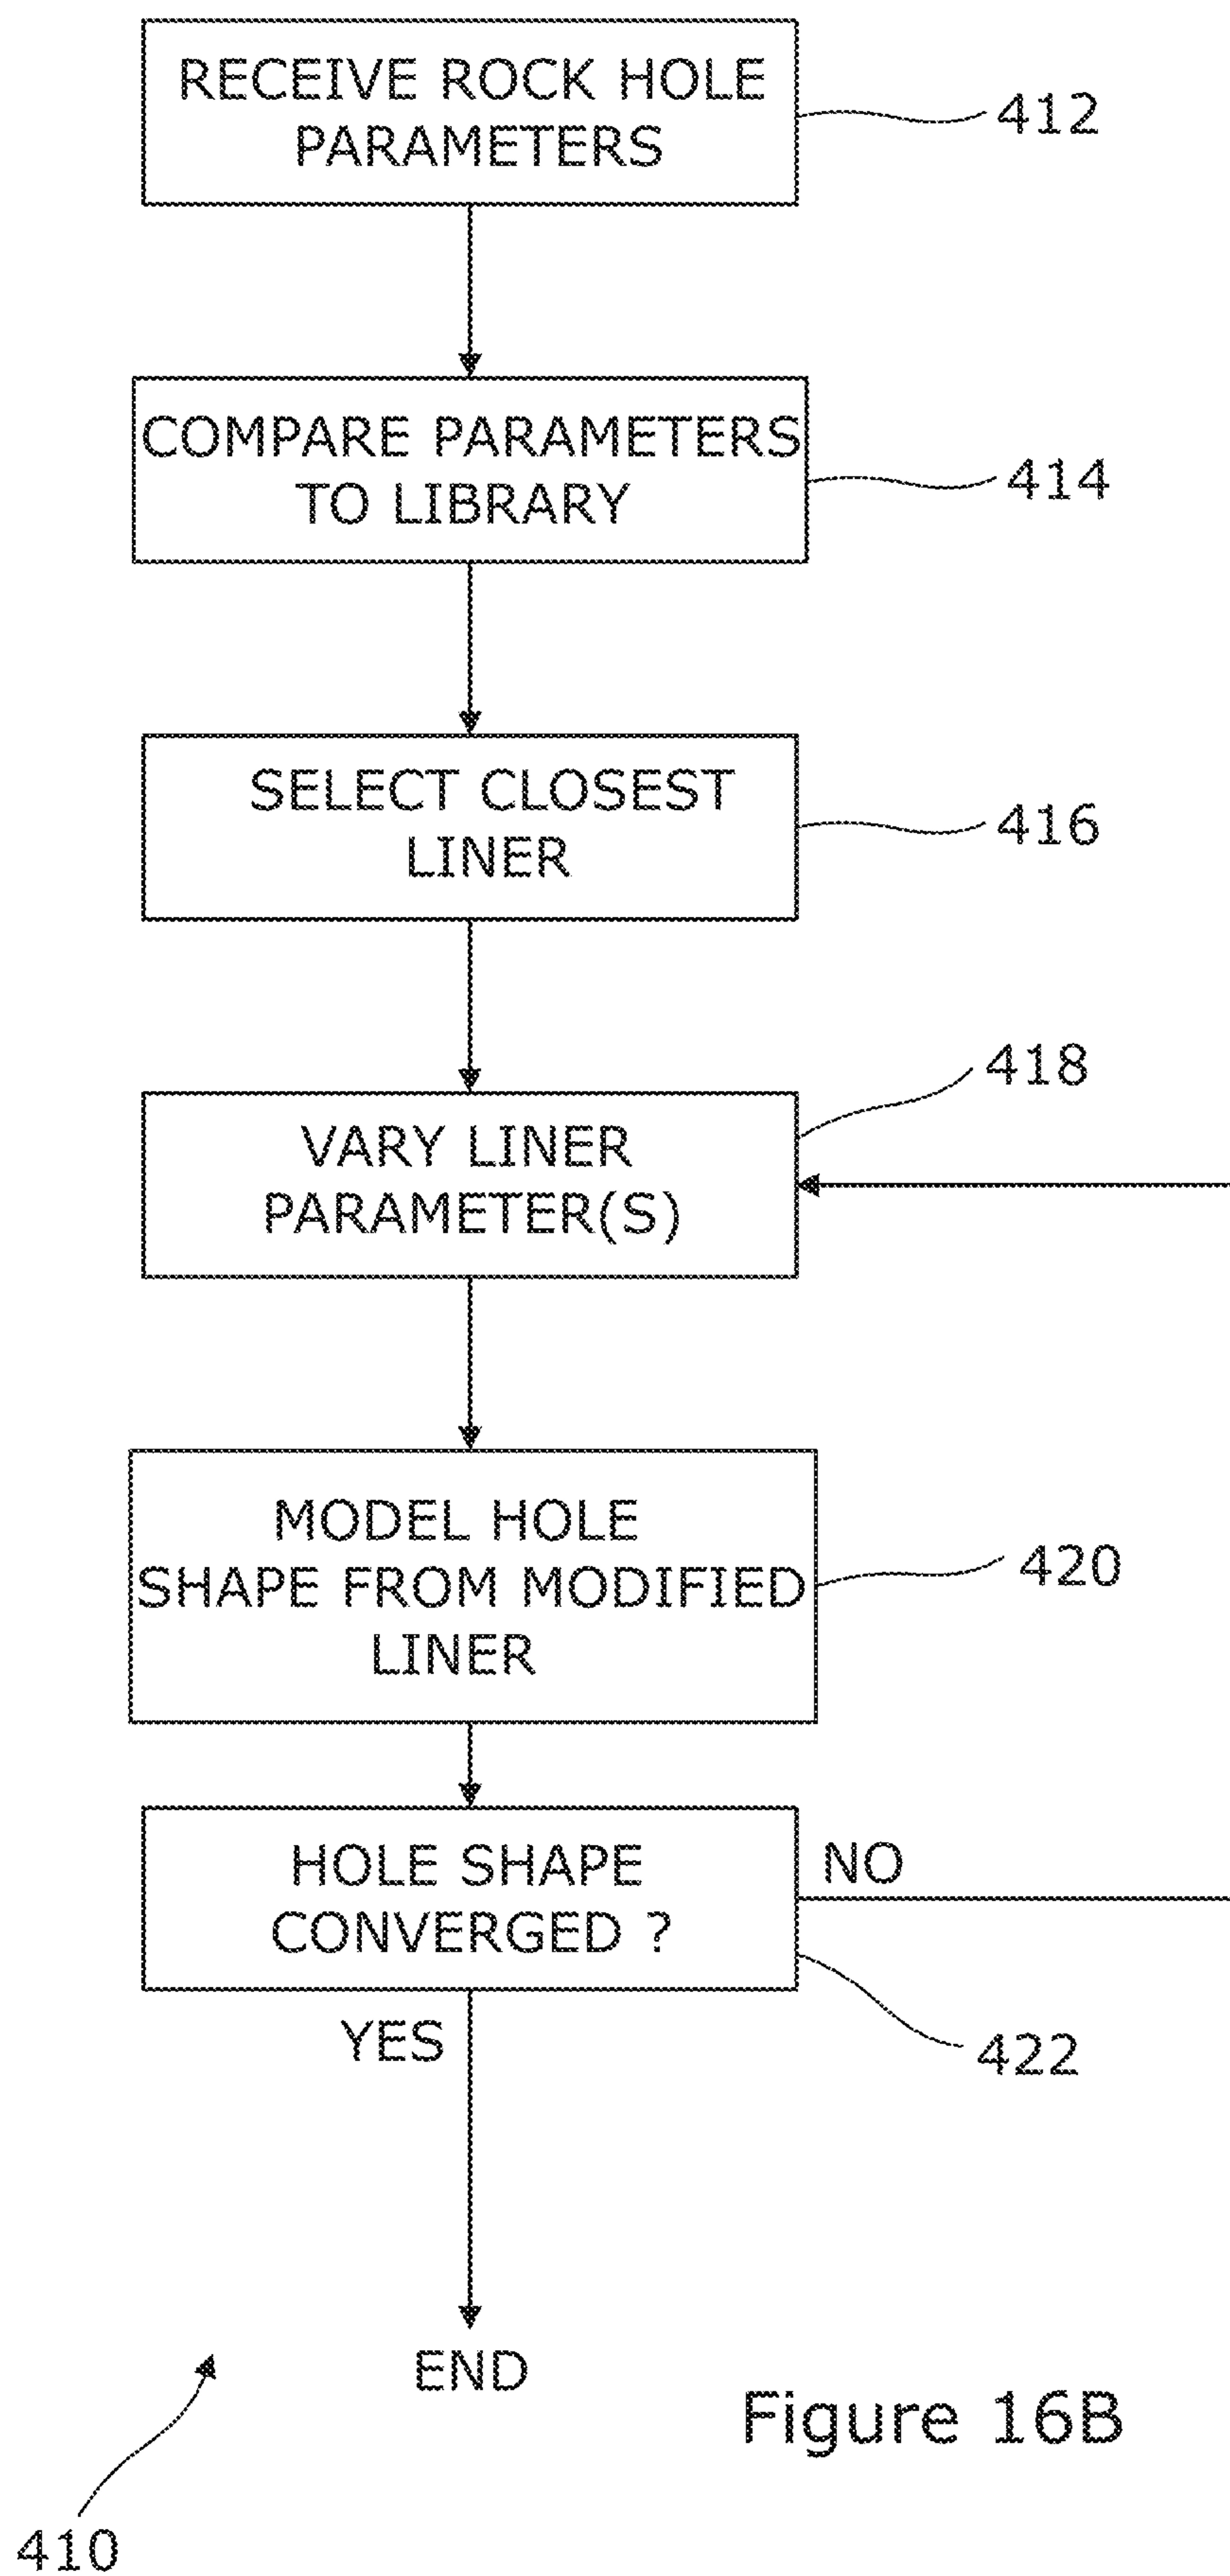 RECEIVE ROCK HOLE
PARAMETERS
412
COMPARE PARAMETERS
TO LIBRARY
414
SELECT CLOSEST
LINER
416
418
VARY LINER
PARAMETER(S)
MODEL HOLE
SHAPE FROM MODIFIED
LINER
420
HOLE SHAPE
CONVERGED ?
NO
YES
422
END
Figure 16B
410